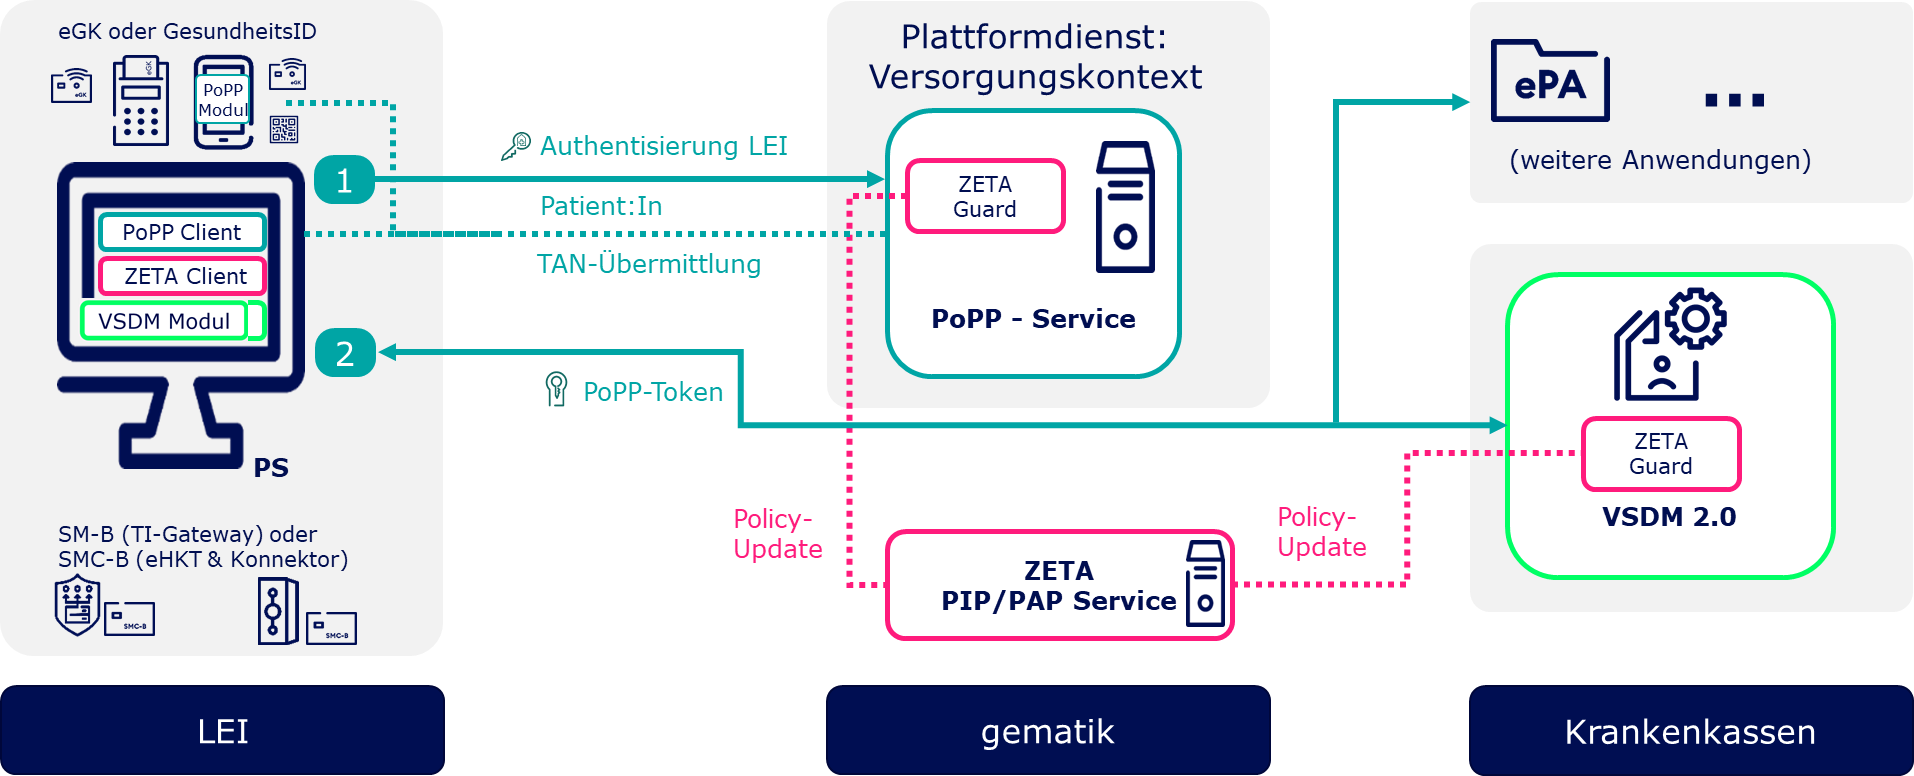 eGK oder GesundheitsID
eGK
eGK
eGK
PoPP
Modul
PoPP Client
ZETA Client
VSDM Modul
PS
SM-B (TI-Gateway) oder
SMC-B (eHKT & Konnektor)
SMC-B
SMC-B
LEI
1
Authentisierung LEI
Patient:In
TAN-Übermittlung
2
PoPP-Token
Plattformdienst:
Versorgungskontext
ZETA
Guard
PoPP - Service
Policy-
Update
ZETA
PIP/PAP Service
Policy-
Update
gematik
ePA
...
(weitere Anwendungen)
ZETA
Guard
VSDM 2.0
Krankenkassen